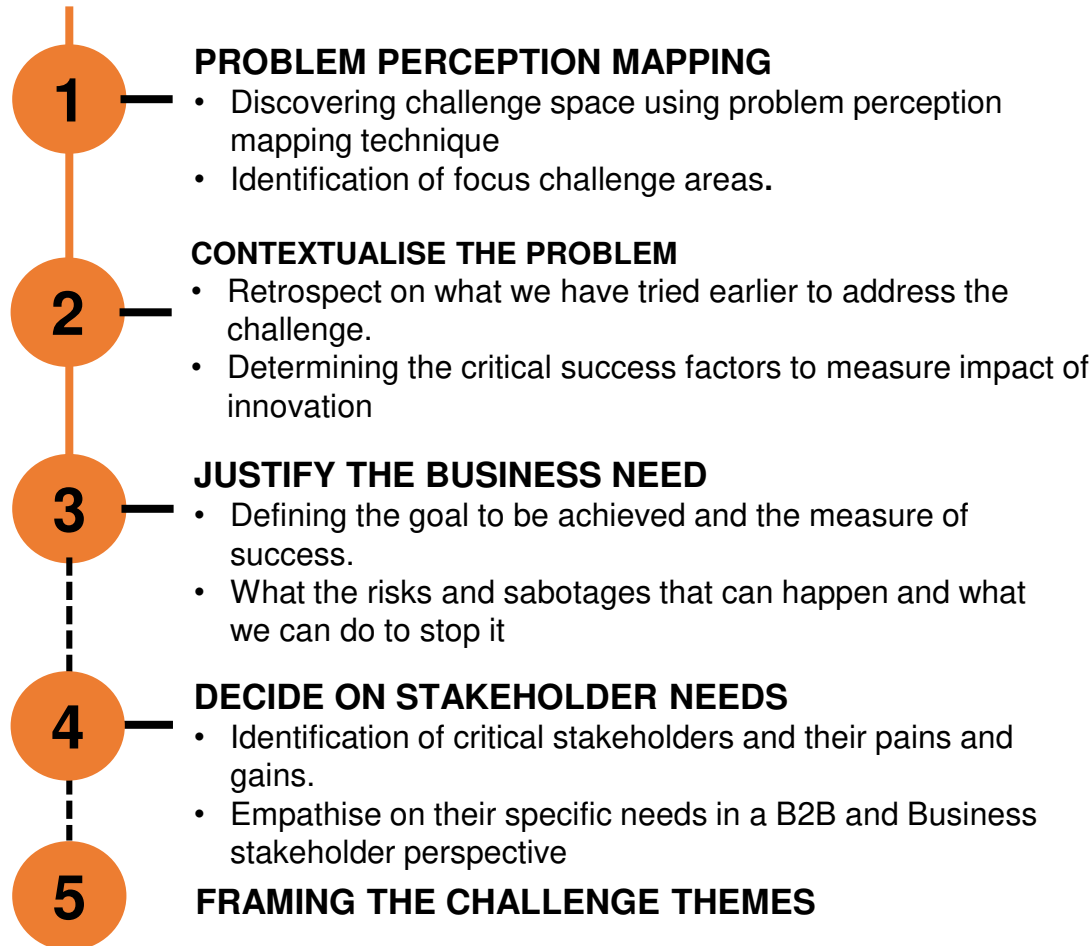 1
PROBLEM PERCEPTION MAPPING
• Discovering challenge space using problem perception
mapping technique
• Identification of focus challenge areas.
2
CONTEXTUALISE THE PROBLEM
• Retrospect on what we have tried earlier to address the
challenge.
• Determining the critical success factors to measure impact of
innovation
3
JUSTIFY THE BUSINESS NEED
• Defining the goal to be achieved and the measure of
success.
• What the risks and sabotages that can happen and what
we can do to stop it
4
DECIDE ON STAKEHOLDER NEEDS
• Identification of critical stakeholders and their pains and
gains.
• Empathise on their specific needs in a B2B and Business
stakeholder perspective
5
FRAMING THE CHALLENGE THEMES